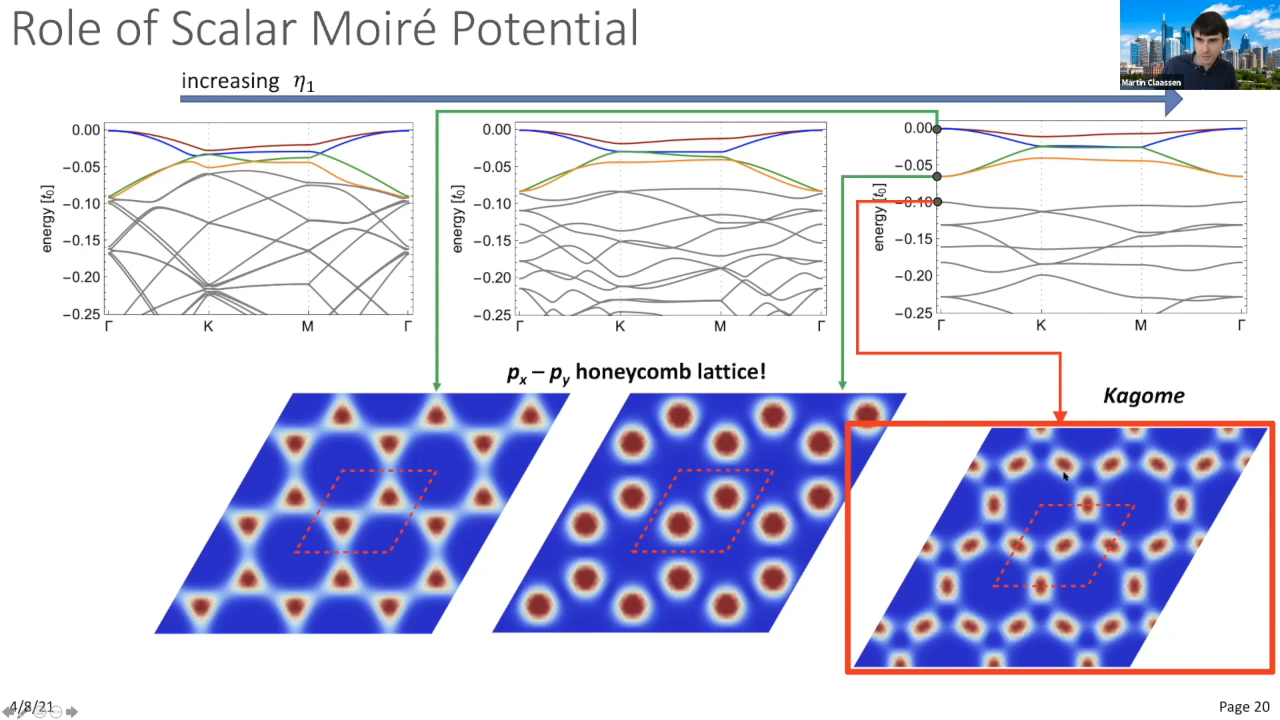 Role of Scalar Moiré Potential
Martin Claassen
increasing η₁
0.00
−0.05
−0.10
−0.15
−0.20
−0.25
energy [t₀]
Γ K M Γ
0.00
−0.05
−0.10
−0.15
−0.20
−0.25
energy [t₀]
Γ K M Γ
0.00
−0.05
−0.10
−0.15
−0.20
−0.25
energy [t₀]
Γ K M Γ
pₓ – p_y honeycomb lattice!
Kagome
4/8/21
Page 20